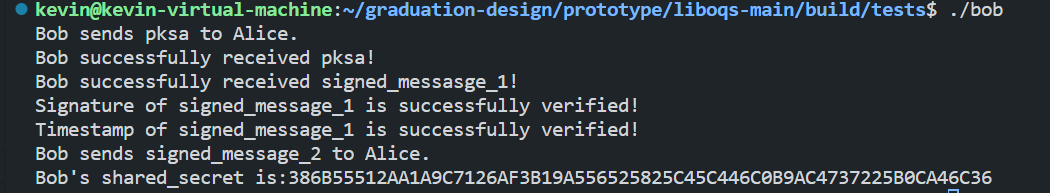 kevin@kevin-virtual-machine:~/graduation-design/prototype/liboqs-main/build/tests$ ./bob
Bob sends pksa to Alice.
Bob successfully received pksa!
Bob successfully received signed_messasge_1!
Signature of signed_message_1 is successfully verified!
Timestamp of signed_message_1 is successfully verified!
Bob sends signed_message_2 to Alice.
Bob's shared_secret is:386B55512AA1A9C7126AF3B19A556525825C45C446C0B9AC4737225B0CA46C36